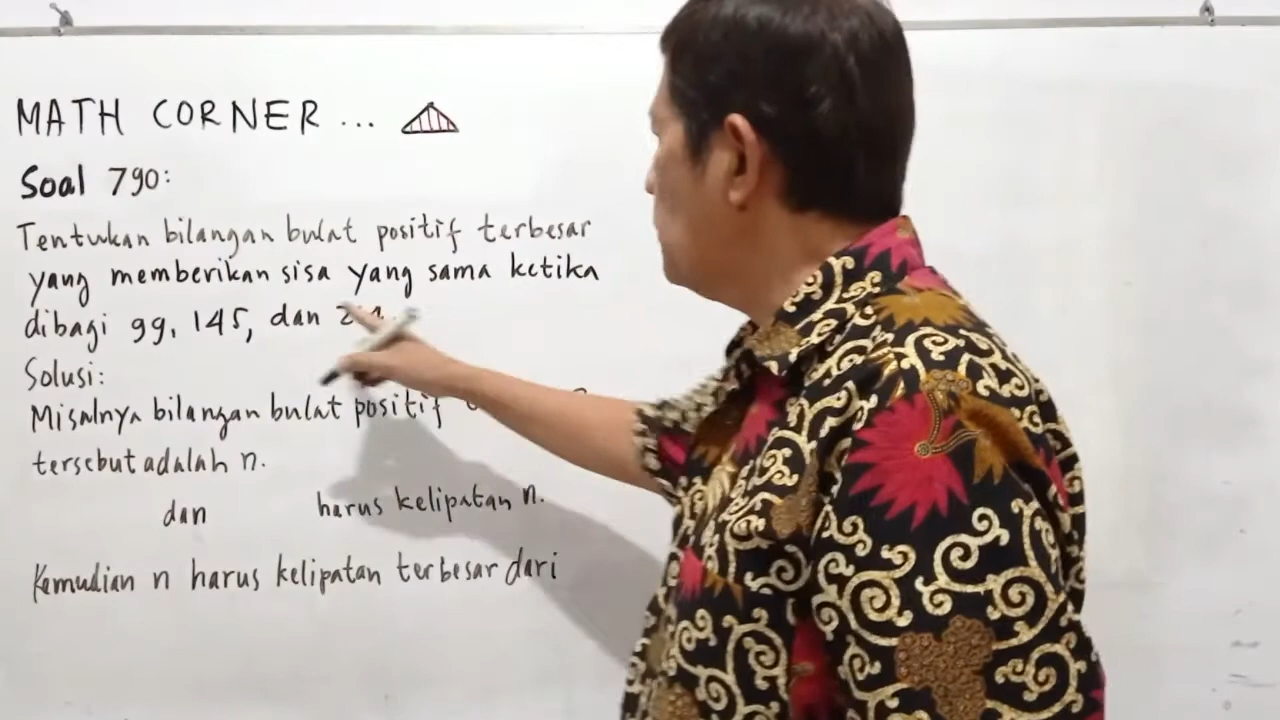 MATH CORNER ...
Soal 790:
Tentukan bilangan bulat positif terbesar
yang memberikan sisa yang sama ketika
dibagi 99, 145, dan
Solusi:
Misalnya bilangan bulat positif
tersebut adalah n.
dan harus kelipatan n.
Kemudian n harus kelipatan terbesar dari